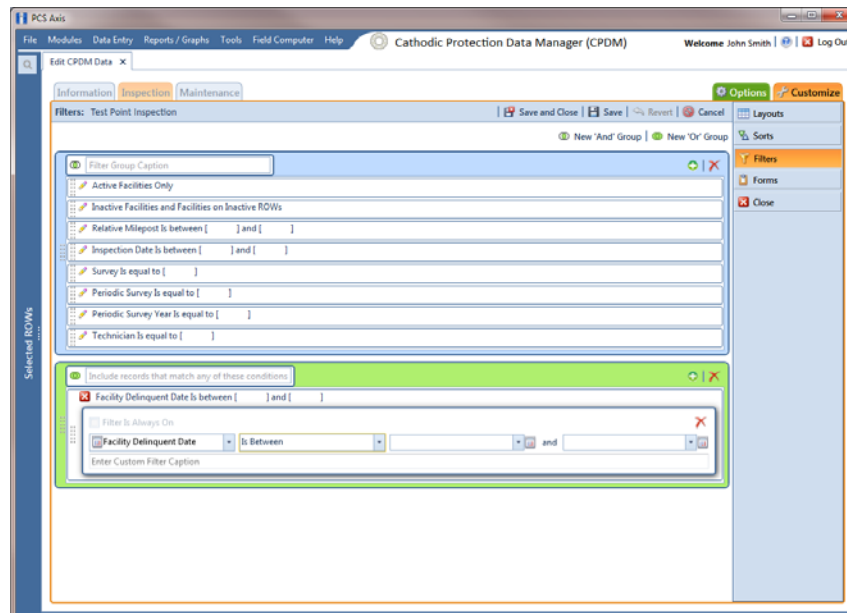 PCS Axis
File Modules Data Entry Reports / Graphs Tools Field Computer Help Cathodic Protection Data Manager (CPDM) Welcome John Smith | | Log Ou
Edit CPDM Data X
Information Inspection Maintenance Options Customize
Filters: Test Point Inspection | Save and Close | Save | Revert | Cancel
Layouts
New 'And' Group | New 'Or' Group
Sorts
Filter Group Caption
Filters
Active Facilities Only
Forms
Inactive Facilities and Facilities on Inactive ROWs
Close
Relative Milepost Is between [ ] and [ ]
Inspection Date Is between [ ] and [ ]
Survey Is equal to [ ]
Periodic Survey Is equal to [ ]
Periodic Survey Year Is equal to [ ]
Technician Is equal to [ ]
Selected ROWs
Include records that match any of these conditions
Facility Delinquent Date Is between [ ] and [ ]
Filter Is Always On
Facility Delinquent Date Is Between and
Enter Custom Filter Caption